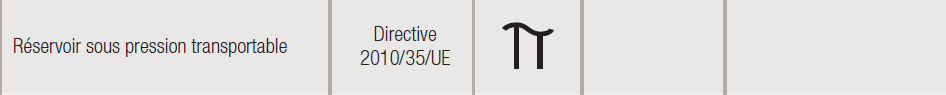 Réservoir sous pression transportable
Directive
2010/35/UE
π